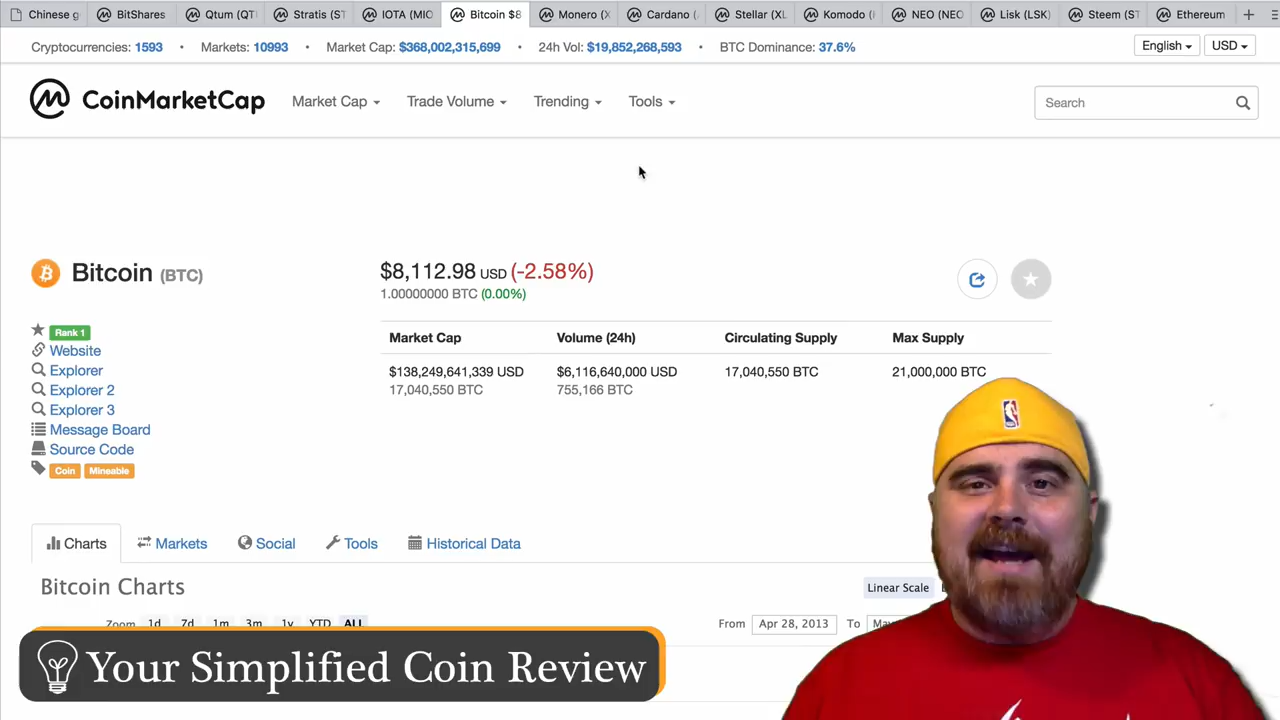 Chinese g
BitShares
Qtum (QT
Stratis (ST
IOTA (MIO
Bitcoin $8
Monero (X
Cardano (
Stellar (XL
Komodo (
NEO (NEO
Lisk (LSK)
Steem (ST
Ethereum
Cryptocurrencies: 1593 • Markets: 10993 • Market Cap: $368,002,315,699 • 24h Vol: $19,852,268,593 • BTC Dominance: 37.6%
English
USD
CoinMarketCap
Market Cap
Trade Volume
Trending
Tools
Search
Bitcoin (BTC)
$8,112.98 USD (-2.58%)
1.00000000 BTC (0.00%)
Rank 1
Website
Explorer
Explorer 2
Explorer 3
Message Board
Source Code
Coin Mineable
Market Cap Volume (24h) Circulating Supply Max Supply
$138,249,641,339 USD $6,116,640,000 USD 17,040,550 BTC 21,000,000 BTC
17,040,550 BTC 755,166 BTC
Charts Markets Social Tools Historical Data
Bitcoin Charts
Linear Scale
Zoom 1d 7d 1m 3m 1y YTD ALL
From Apr 28, 2013 To
Your Simplified Coin Review